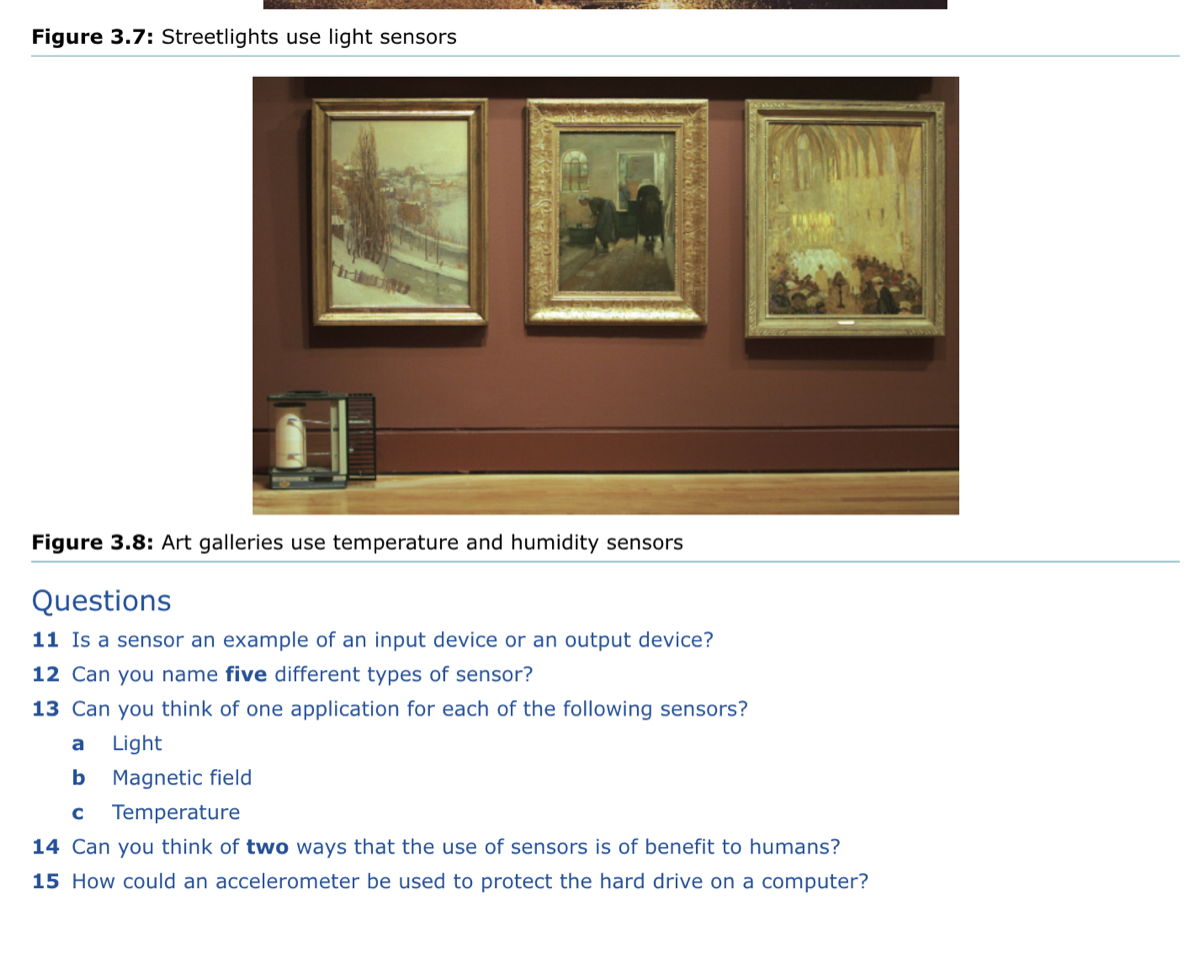 Figure 3.7: Streetlights use light sensors
Figure 3.8: Art galleries use temperature and humidity sensors
Questions
11 Is a sensor an example of an input device or an output device?
12 Can you name five different types of sensor?
13 Can you think of one application for each of the following sensors?
a Light
b Magnetic field
c Temperature
14 Can you think of two ways that the use of sensors is of benefit to humans?
15 How could an accelerometer be used to protect the hard drive on a computer?